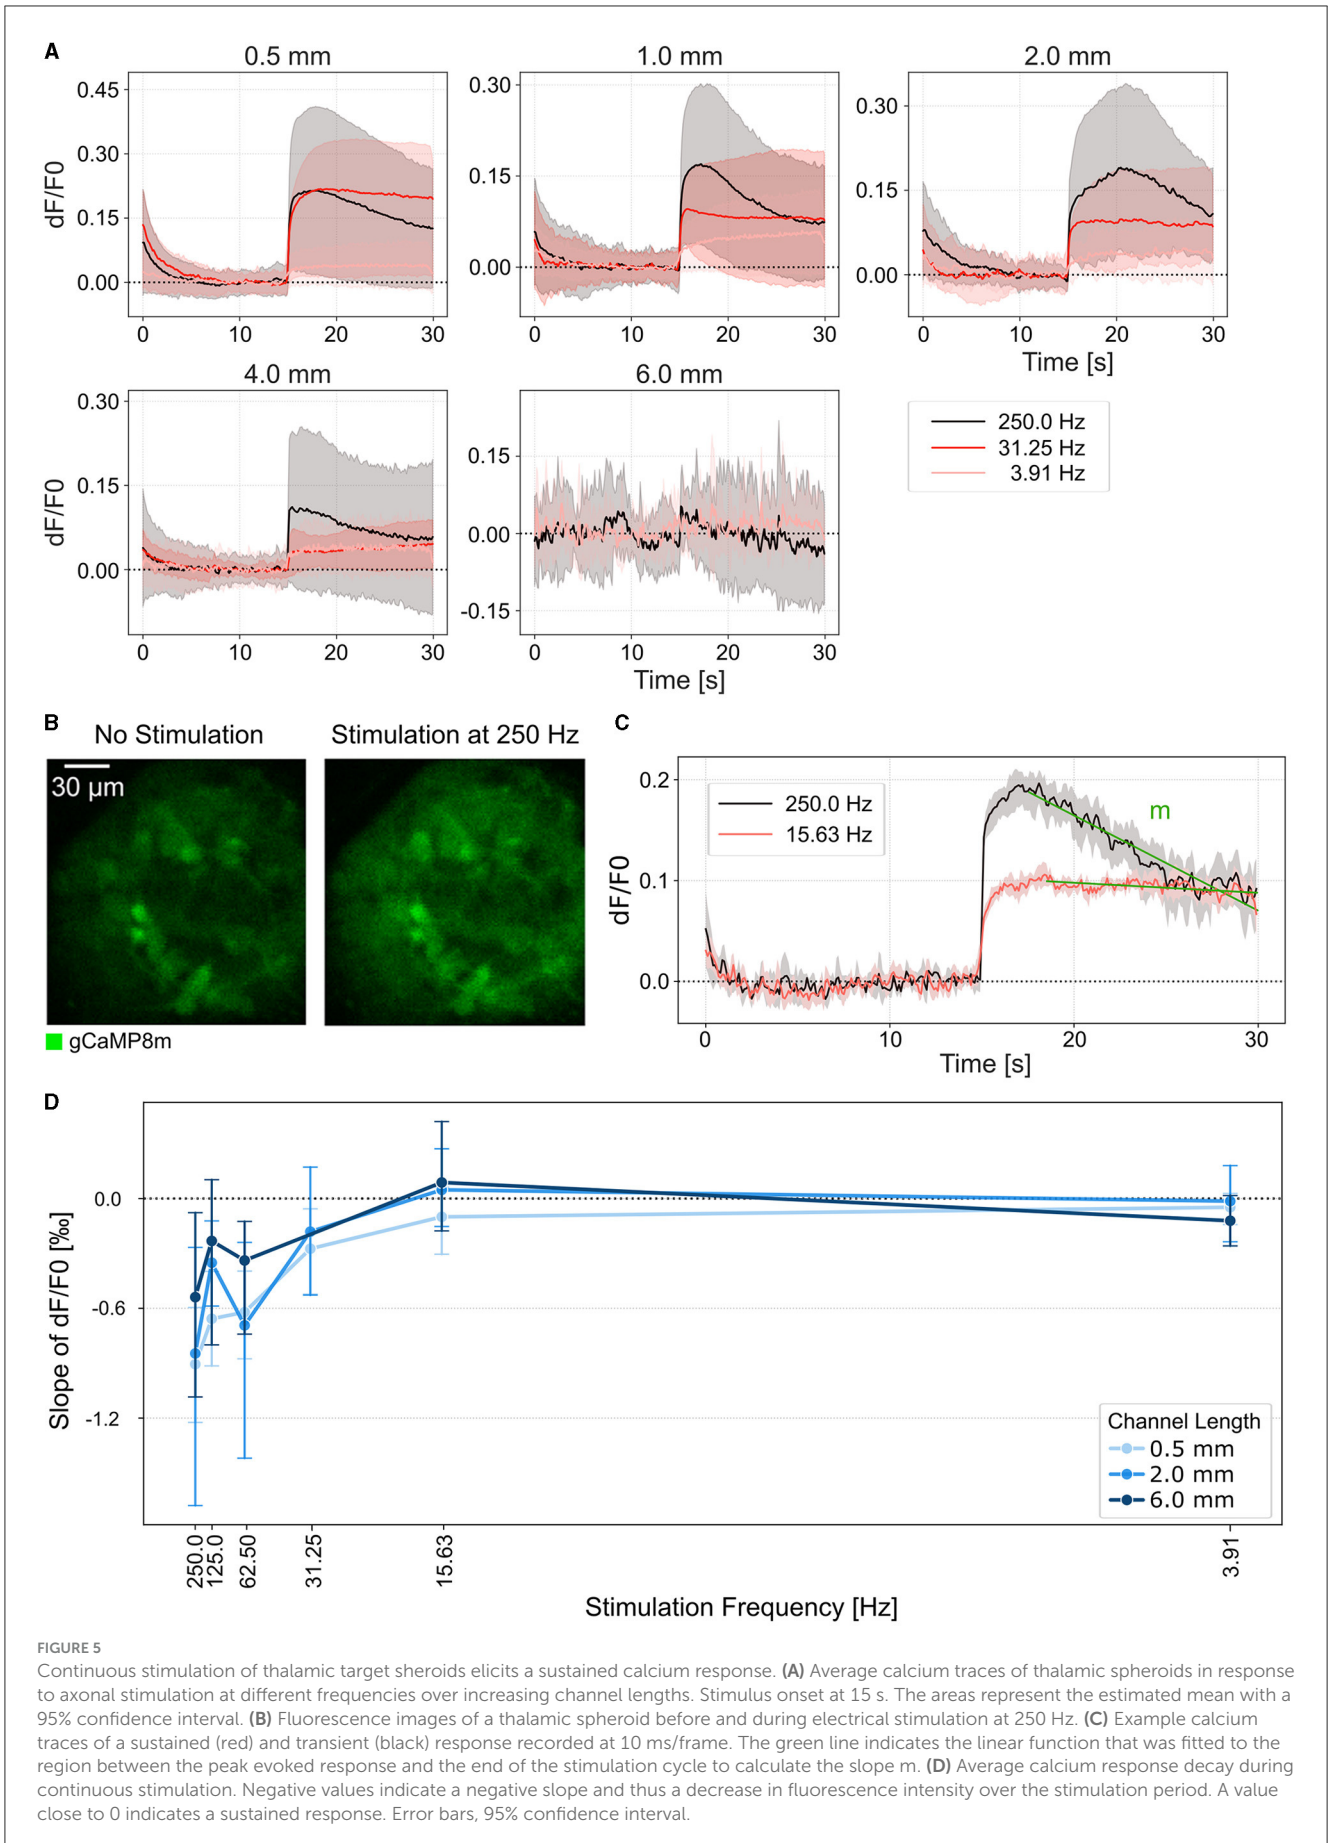 A
0.5 mm
1.0 mm
2.0 mm
dF/F0
0.45
0.30
0.15
0.00
0 10 20 30
0.30
0.15
0.00
0 10 20 30
0.30
0.15
0.00
0 10 20 30
Time [s]
4.0 mm
6.0 mm
dF/F0
0.30
0.15
0.00
0 10 20 30
0.15
0.00
-0.15
0 10 20 30
Time [s]
250.0 Hz
31.25 Hz
3.91 Hz
B
No Stimulation
Stimulation at 250 Hz
30 µm
gCaMP8m
C
dF/F0
0.2
0.1
0.0
250.0 Hz
15.63 Hz
m
0 10 20 30
Time [s]
D
Slope of dF/F0 [‰]
0.0
-0.6
-1.2
Channel Length
0.5 mm
2.0 mm
6.0 mm
250.0
125.0
62.50
31.25
15.63
3.91
Stimulation Frequency [Hz]
FIGURE 5
Continuous stimulation of thalamic target sheroids elicits a sustained calcium response. (A) Average calcium traces of thalamic spheroids in response
to axonal stimulation at different frequencies over increasing channel lengths. Stimulus onset at 15 s. The areas represent the estimated mean with a
95% confidence interval. (B) Fluorescence images of a thalamic spheroid before and during electrical stimulation at 250 Hz. (C) Example calcium
traces of a sustained (red) and transient (black) response recorded at 10 ms/frame. The green line indicates the linear function that was fitted to the
region between the peak evoked response and the end of the stimulation cycle to calculate the slope m. (D) Average calcium response decay during
continuous stimulation. Negative values indicate a negative slope and thus a decrease in fluorescence intensity over the stimulation period. A value
close to 0 indicates a sustained response. Error bars, 95% confidence interval.